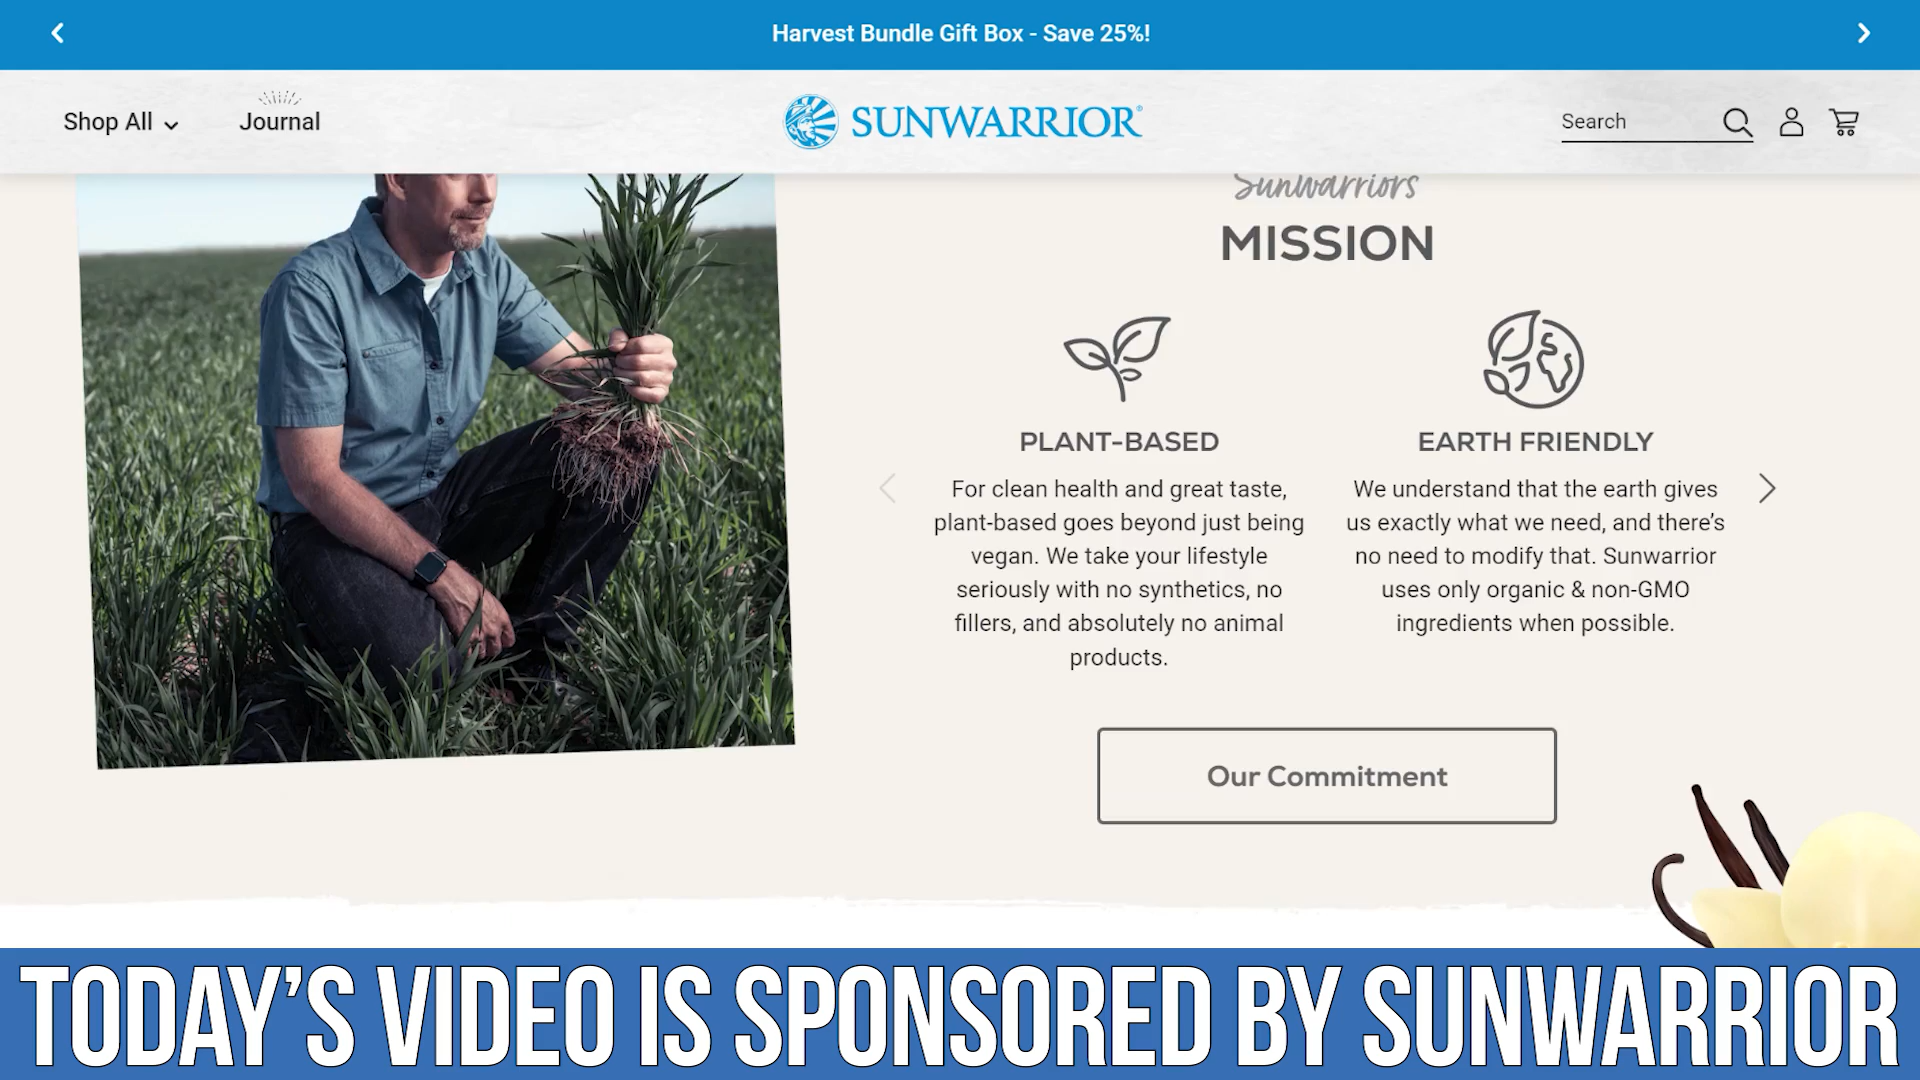 Harvest Bundle Gift Box - Save 25%!
Shop All
Journal
SUNWARRIOR®
Search
Sunwarriors
MISSION
PLANT-BASED
For clean health and great taste,
plant-based goes beyond just being
vegan. We take your lifestyle
seriously with no synthetics, no
fillers, and absolutely no animal
products.
EARTH FRIENDLY
We understand that the earth gives
us exactly what we need, and there’s
no need to modify that. Sunwarrior
uses only organic & non-GMO
ingredients when possible.
Our Commitment
TODAY’S VIDEO IS SPONSORED BY SUNWARRIOR